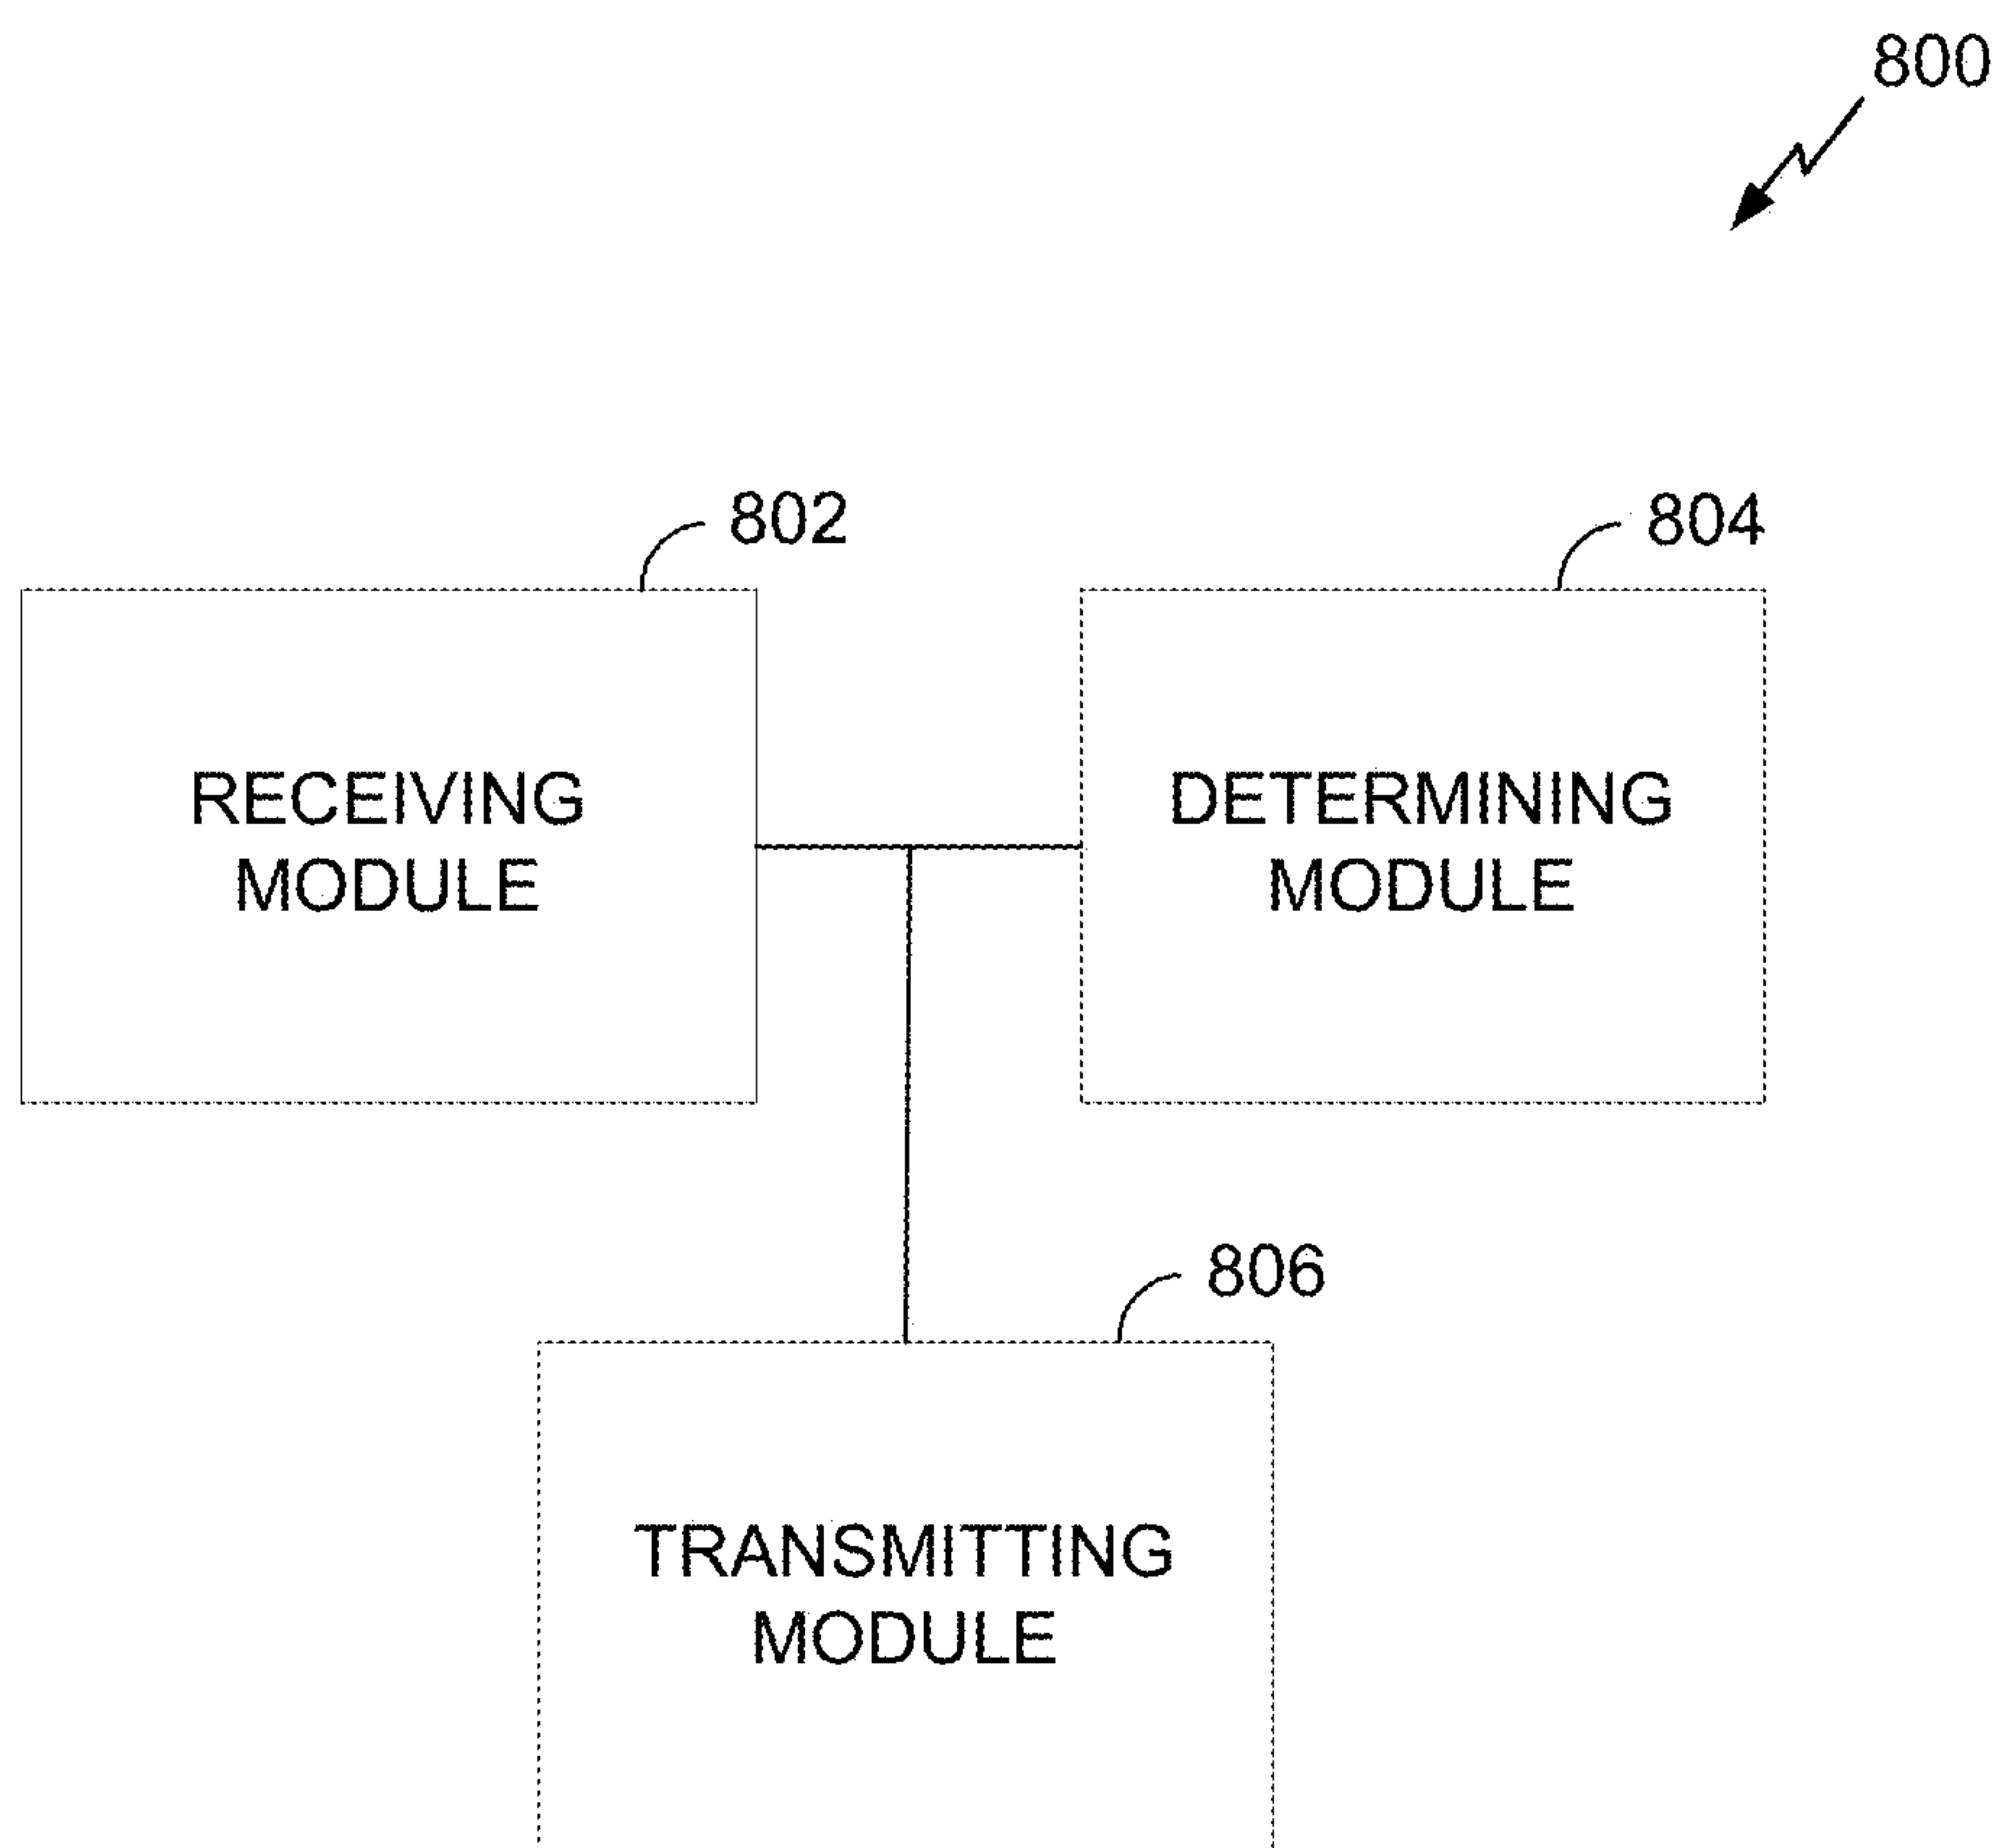 800
802
804
RECEIVING
MODULE
DETERMINING
MODULE
806
TRANSMITTING
MODULE